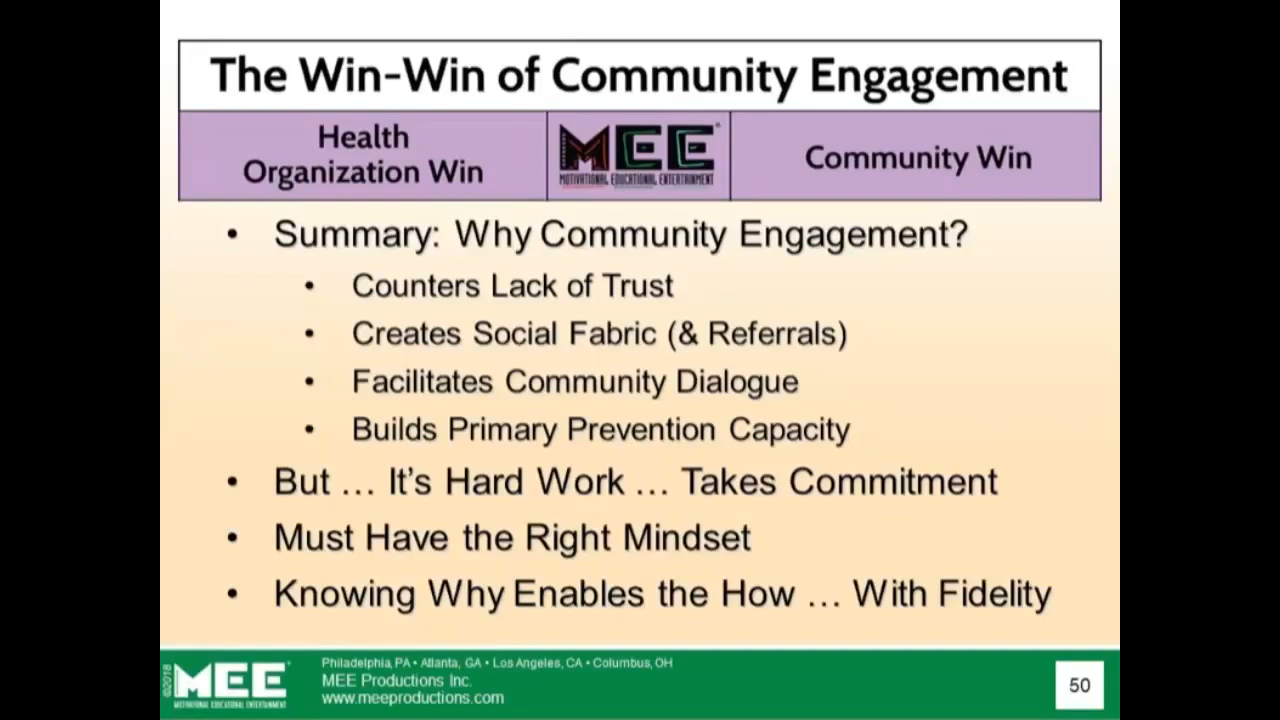 The Win-Win of Community Engagement
Health
Organization Win
MEE
MOTIVATIONAL EDUCATIONAL ENTERTAINMENT
Community Win
• Summary: Why Community Engagement?
• Counters Lack of Trust
• Creates Social Fabric (& Referrals)
• Facilitates Community Dialogue
• Builds Primary Prevention Capacity
• But … It’s Hard Work … Takes Commitment
• Must Have the Right Mindset
• Knowing Why Enables the How … With Fidelity
©2018
MEE
MOTIVATIONAL EDUCATIONAL ENTERTAINMENT
Philadelphia, PA • Atlanta, GA • Los Angeles, CA • Columbus, OH
MEE Productions Inc.
www.meeproductions.com
50